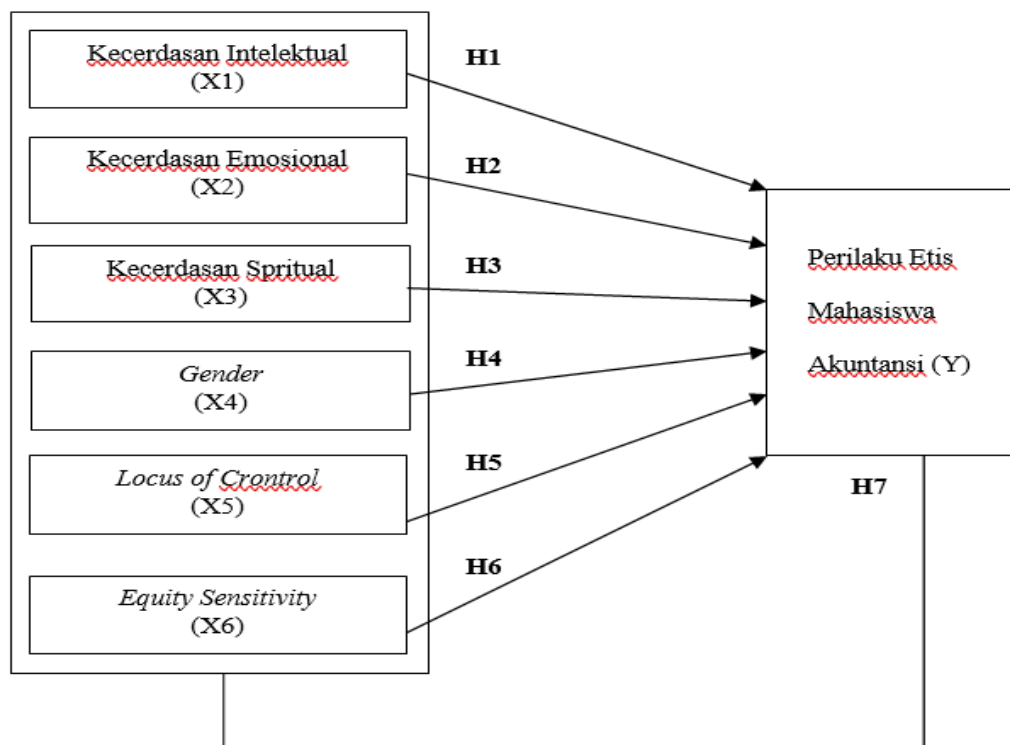 Kecerdasan Intelektual
(X1)
H1
Kecerdasan Emosional
(X2)
H2
Kecerdasan Spritual
(X3)
H3
Gender
(X4)
H4
Locus of Crontrol
(X5)
H5
Equity Sensitivity
(X6)
H6
Perilaku Etis
Mahasiswa
Akuntansi (Y)
H7